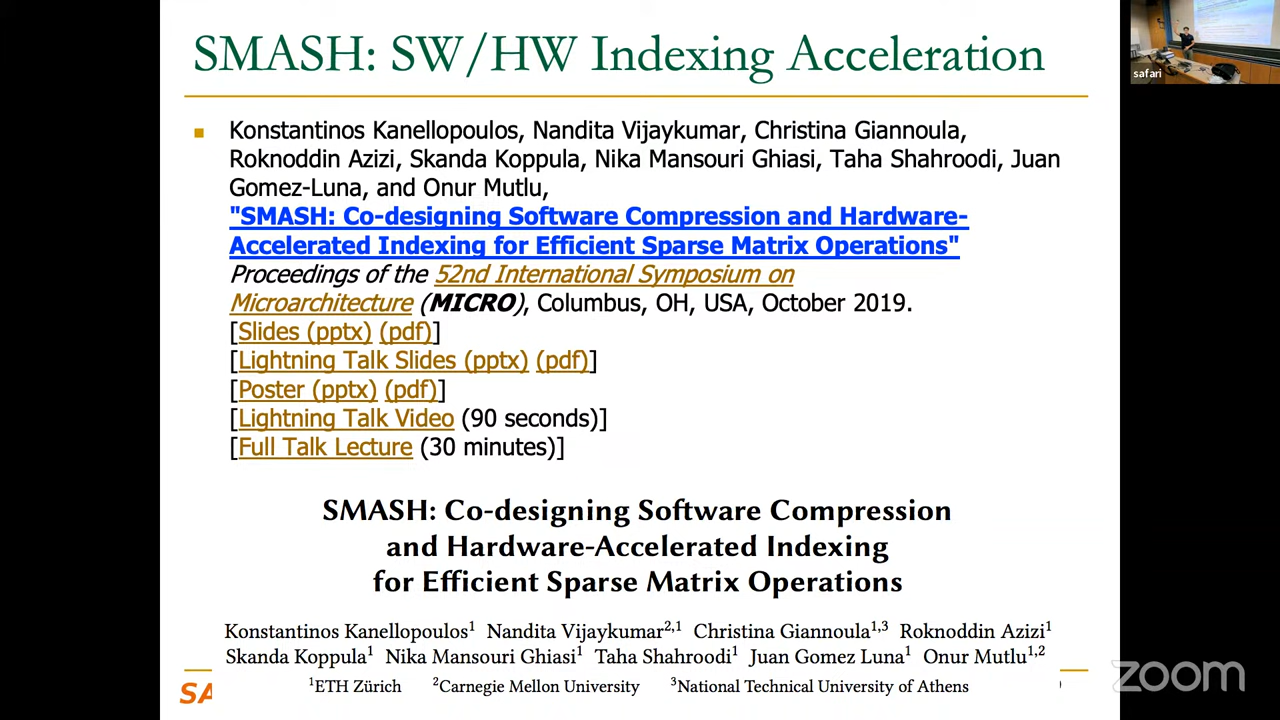 SMASH: SW/HW Indexing Acceleration
safari
Konstantinos Kanellopoulos, Nandita Vijaykumar, Christina Giannoula,
Roknoddin Azizi, Skanda Koppula, Nika Mansouri Ghiasi, Taha Shahroodi, Juan
Gomez-Luna, and Onur Mutlu,
"SMASH: Co-designing Software Compression and Hardware-
Accelerated Indexing for Efficient Sparse Matrix Operations"
Proceedings of the 52nd International Symposium on
Microarchitecture (MICRO), Columbus, OH, USA, October 2019.
[Slides (pptx) (pdf)]
[Lightning Talk Slides (pptx) (pdf)]
[Poster (pptx) (pdf)]
[Lightning Talk Video (90 seconds)]
[Full Talk Lecture (30 minutes)]
SMASH: Co-designing Software Compression
and Hardware-Accelerated Indexing
for Efficient Sparse Matrix Operations
Konstantinos Kanellopoulos¹ Nandita Vijaykumar²,¹ Christina Giannoula¹,³ Roknoddin Azizi¹
Skanda Koppula¹ Nika Mansouri Ghiasi¹ Taha Shahroodi¹ Juan Gomez Luna¹ Onur Mutlu¹,²
¹ETH Zürich ²Carnegie Mellon University ³National Technical University of Athens
SA
zoom